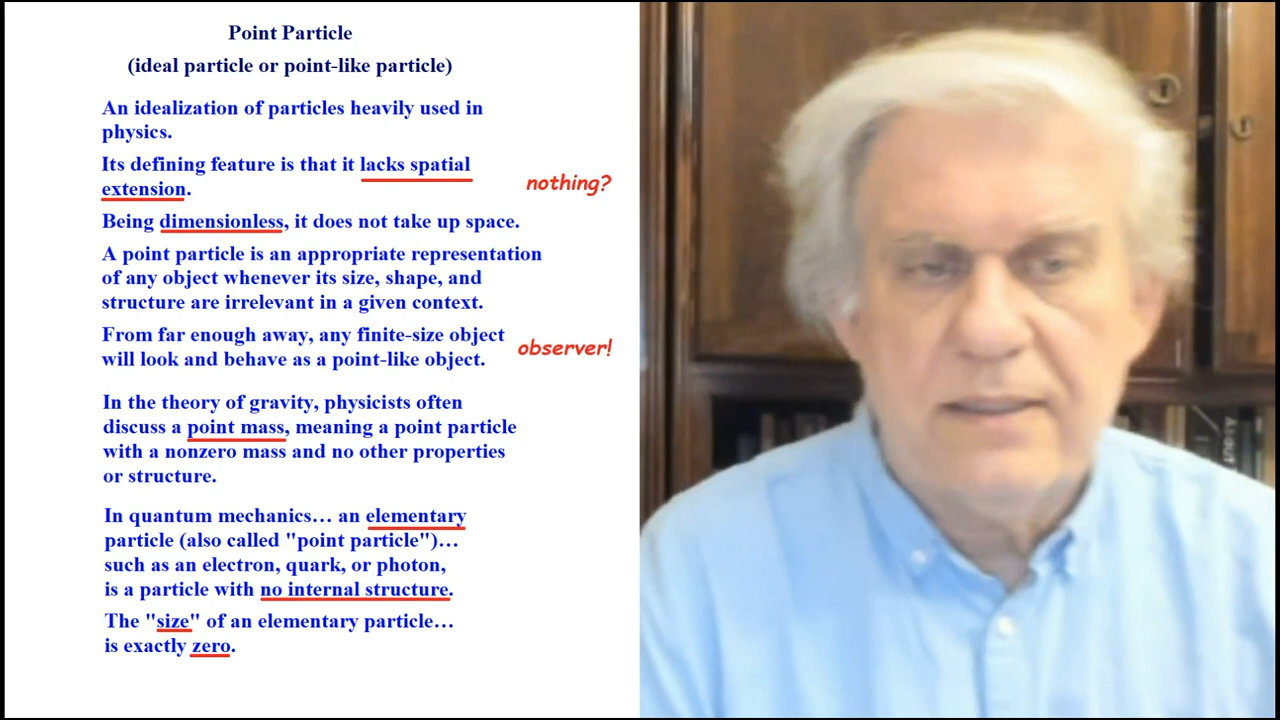 Point Particle
(ideal particle or point-like particle)
An idealization of particles heavily used in
physics.
Its defining feature is that it lacks spatial
extension.
nothing?
Being dimensionless, it does not take up space.
A point particle is an appropriate representation
of any object whenever its size, shape, and
structure are irrelevant in a given context.
From far enough away, any finite-size object
will look and behave as a point-like object.
observer!
In the theory of gravity, physicists often
discuss a point mass, meaning a point particle
with a nonzero mass and no other properties
or structure.
In quantum mechanics… an elementary
particle (also called "point particle")…
such as an electron, quark, or photon,
is a particle with no internal structure.
The "size" of an elementary particle…
is exactly zero.